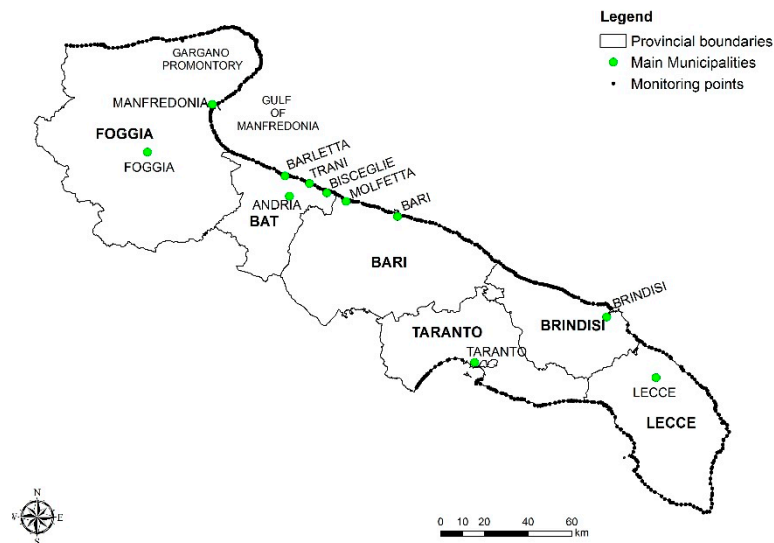 Legend
Provincial boundaries
Main Municipalities
Monitoring points
GARGANO
PROMONTORY
MANFREDONIA
GULF
OF
MANFREDONIA
FOGGIA
FOGGIA
BARLETTA
TRANI
BISCEGLIE
MOLFETTA
ANDRIA
BAT
BARI
BARI
BRINDISI
BRINDISI
TARANTO
TARANTO
LECCE
LECCE
N
W
E
S
0 10 20 40 60
km